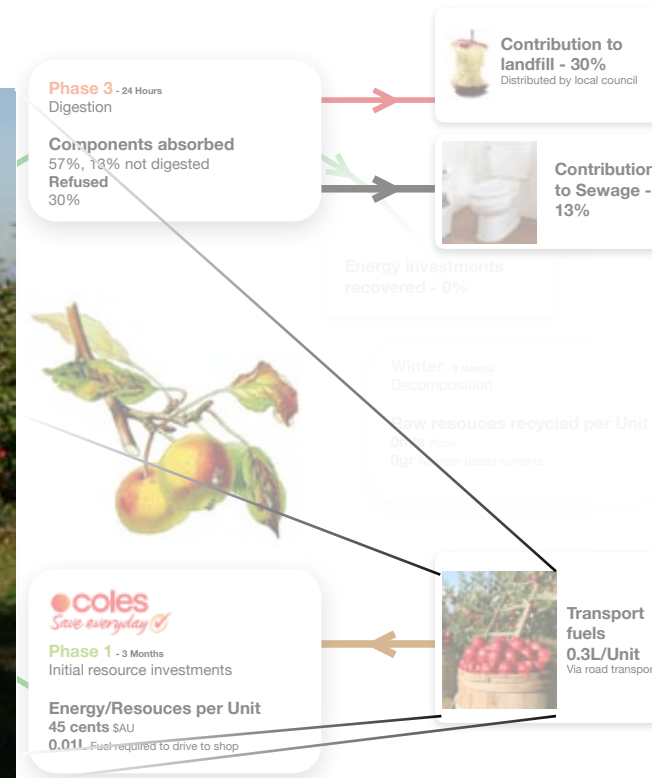 Contribution to
landfill - 30%
Distributed by local council
Phase 3 - 24 Hours
Digestion
Components absorbed
57%, 13% not digested
Refused
30%
Contribution
to Sewage -
13%
Energy investments
recovered - 0%
Winter - 3 Months
Decomposition
Raw resouces recycled per Unit
Water
0gr based nutrients
coles
Save everyday
Phase 1 - 3 Months
Initial resource investments
Energy/Resouces per Unit
45 cents $AU
0.01L Fuel required to drive to shop
Transport
fuels
0.3L/Unit
Via road transpor